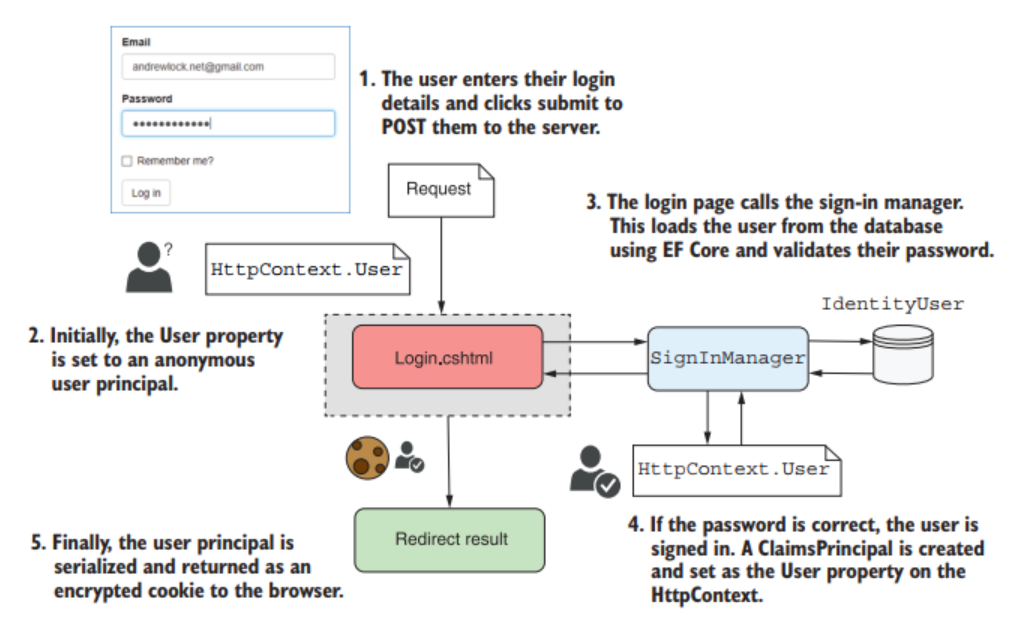 Email
andrewlock.net@gmail.com
Password
Remember me?
Log in
1. The user enters their login
details and clicks submit to
POST them to the server.
Request
?
HttpContext.User
2. Initially, the User property
is set to an anonymous
user principal.
3. The login page calls the sign-in manager.
This loads the user from the database
using EF Core and validates their password.
IdentityUser
Login.cshtml
SignInManager
HttpContext.User
4. If the password is correct, the user is
signed in. A ClaimsPrincipal is created
and set as the User property on the
HttpContext.
Redirect result
5. Finally, the user principal is
serialized and returned as an
encrypted cookie to the browser.